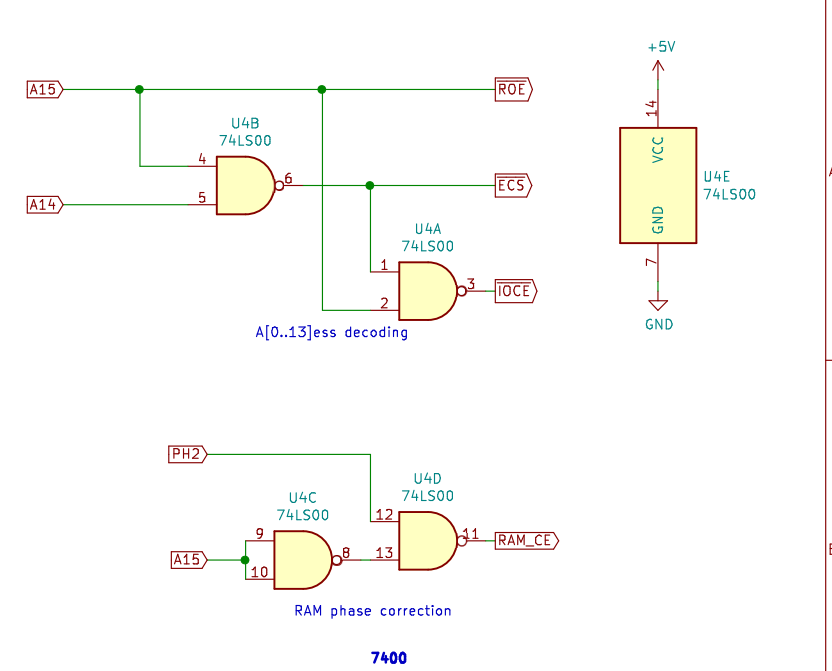 +5V
A15
ROE
14
U4B
74LS00
4
VCC
6
ECS
U4E
74LS00
5
A14
GND
U4A
74LS00
1
7
3
IOCE
2
GND
A[0..13]ess decoding
PH2
U4D
74LS00
U4C
74LS00
12
9
11
RAM_CE
8
13
A15
10
RAM phase correction
7400